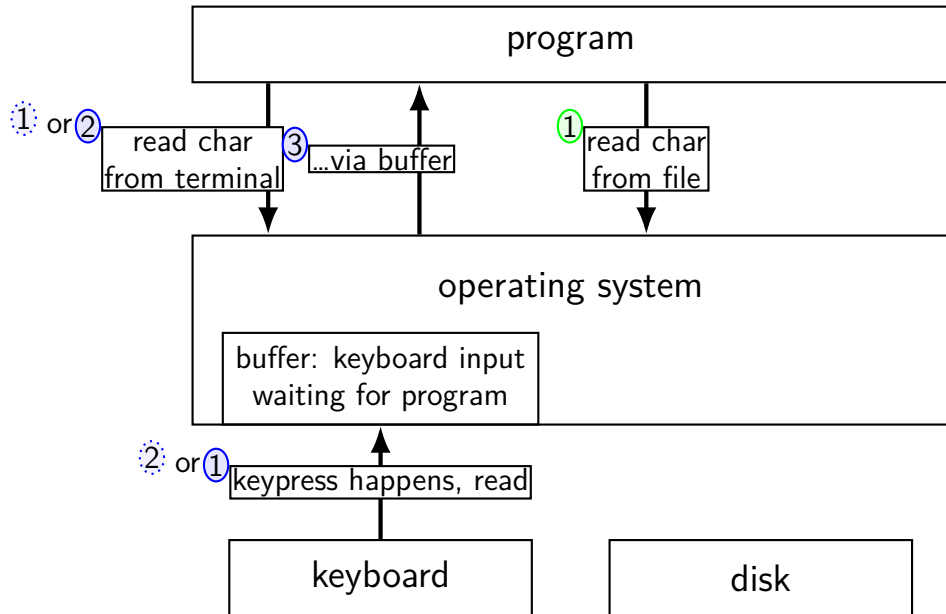 program
1 or 2
read char
from terminal
3
...via buffer
1
read char
from file
operating system
buffer: keyboard input
waiting for program
2 or 1
keypress happens, read
keyboard
disk